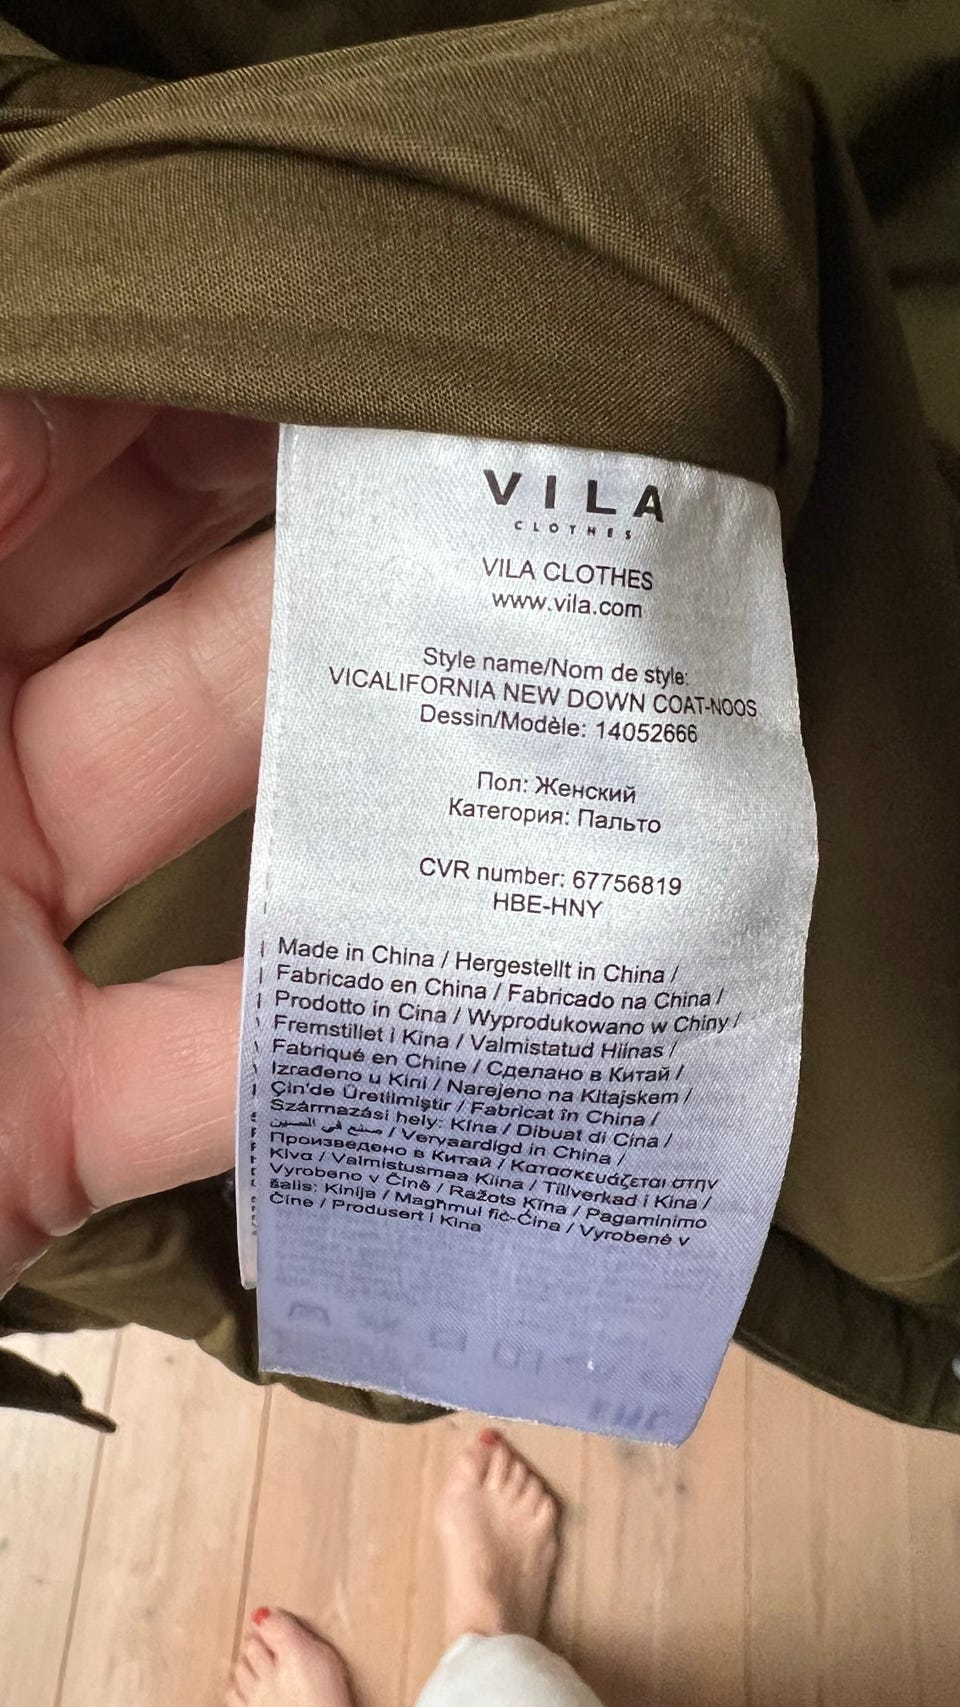 VILA
CLOTHES
VILA CLOTHES
www.vila.com
Style name/Nom de style:
VICALIFORNIA NEW DOWN COAT-NOOS
Dessin/Modèle: 14052666
Пол: Женский
Категория: Пальто
CVR number: 67756819
HBE-HNY
Made in China / Hergestellt in China /
Fabricado en China / Fabricado na China /
Prodotto in Cina / Wyprodukowano w Chiny /
Fremstillet i Kina / Valmistatud Hiinas /
Fabriqué en Chine / Сделано в Китай /
Izrađeno u Kini / Narejeno na Kitajskem /
Çin'de Üretilmiştir / Fabricat în China /
Származási hely: Kína / Dibuat di Cina /
صنع في الصين / Vervaardigd in China /
Произведено в Китай / Κατασκευάζεται στην
Κίνα / Valmistusmaa Kiina / Tillverkad i Kina /
Vyrobeno v Číně / Ražots Ķīna / Pagaminimo
šalis: Kinija / Magħmul fiċ-Ċina / Vyrobené v
Číne / Produsert i Kina